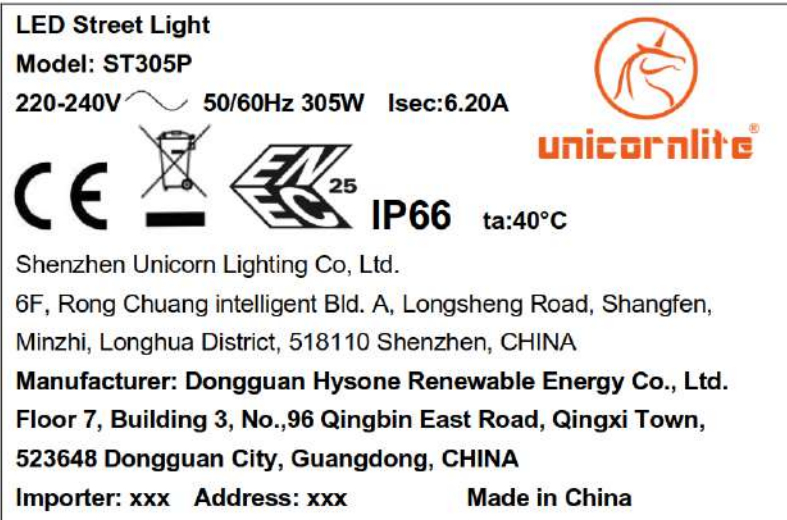 LED Street Light
Model: ST305P
220-240V 50/60Hz 305W Isec:6.20A
unicornlite®
CE EN EC 25 IP66 ta:40°C
Shenzhen Unicorn Lighting Co, Ltd.
6F, Rong Chuang intelligent Bld. A, Longsheng Road, Shangfen,
Minzhi, Longhua District, 518110 Shenzhen, CHINA
Manufacturer: Dongguan Hysone Renewable Energy Co., Ltd.
Floor 7, Building 3, No.,96 Qingbin East Road, Qingxi Town,
523648 Dongguan City, Guangdong, CHINA
Importer: xxx Address: xxx Made in China